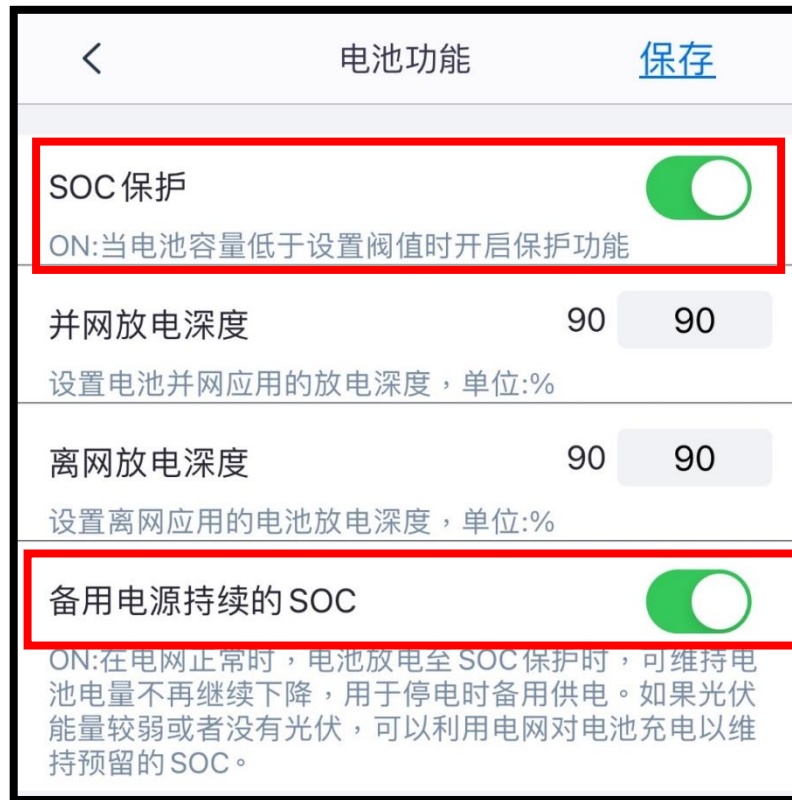 电池功能 保存
SOC保护
ON:当电池容量低于设置阀值时开启保护功能
并网放电深度 90 90
设置电池并网应用的放电深度，单位:%
离网放电深度 90 90
设置离网应用的电池放电深度，单位:%
备用电源持续的SOC
ON:在电网正常时，电池放电至SOC保护时，可维持电
池电量不再继续下降，用于停电时备用供电。如果光伏
能量较弱或者没有光伏，可以利用电网对电池充电以维
持预留的SOC。